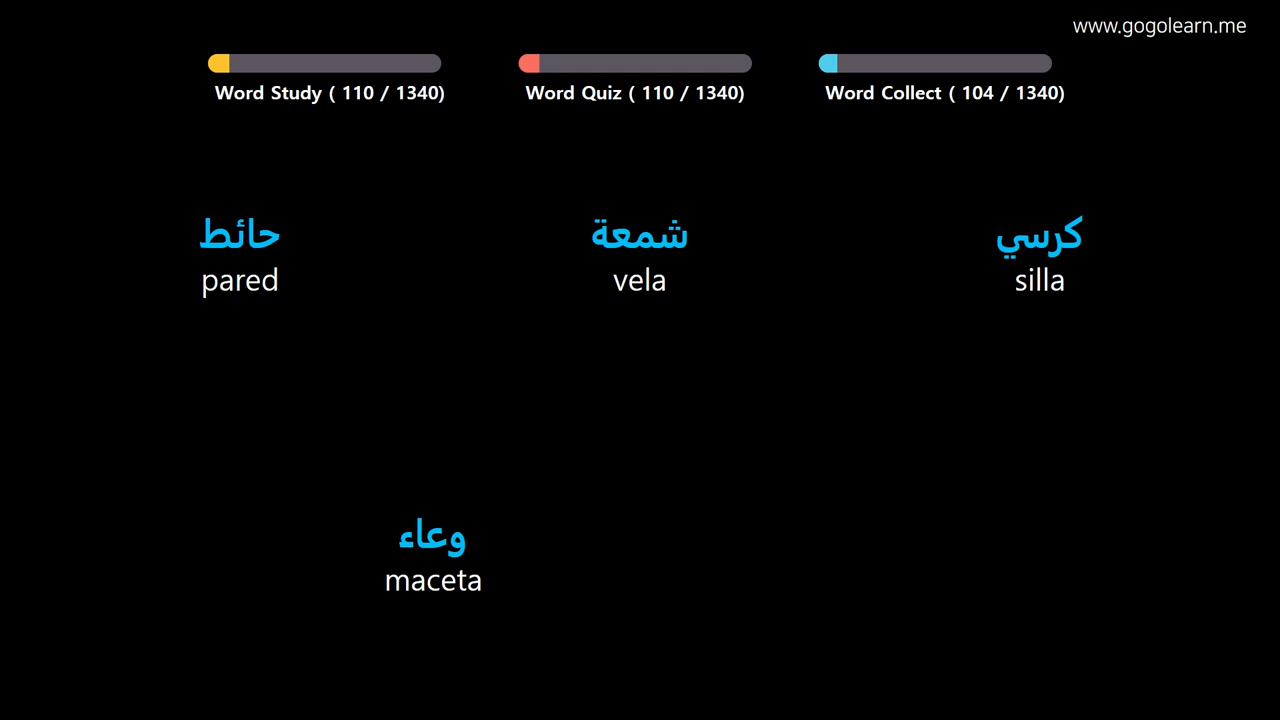 www.gogolearn.me
Word Study ( 110 / 1340)
Word Quiz ( 110 / 1340)
Word Collect ( 104 / 1340)
حائط
pared
شمعة
vela
كرسي
silla
وعاء
maceta